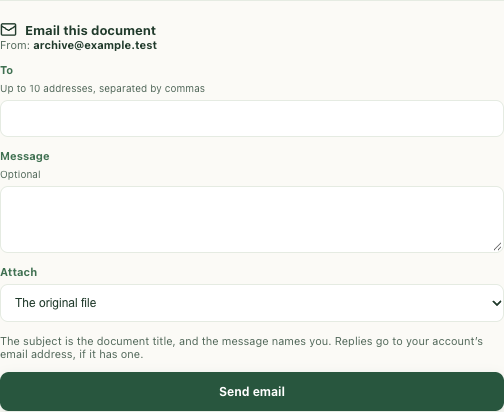 Email this document
From: archive@example.test
To
Up to 10 addresses, separated by commas
Message
Optional
Attach
The original file
The subject is the document title, and the message names you. Replies go to your account's
email address, if it has one.
Send email